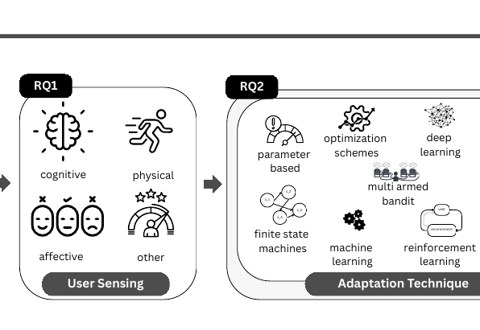 RQ1
RQ2
cognitive
physical
affective
other
User Sensing
parameter
based
optimization
schemes
deep
learning
multi armed
bandit
finite state
machines
machine
learning
reinforcement
learning
Adaptation Technique